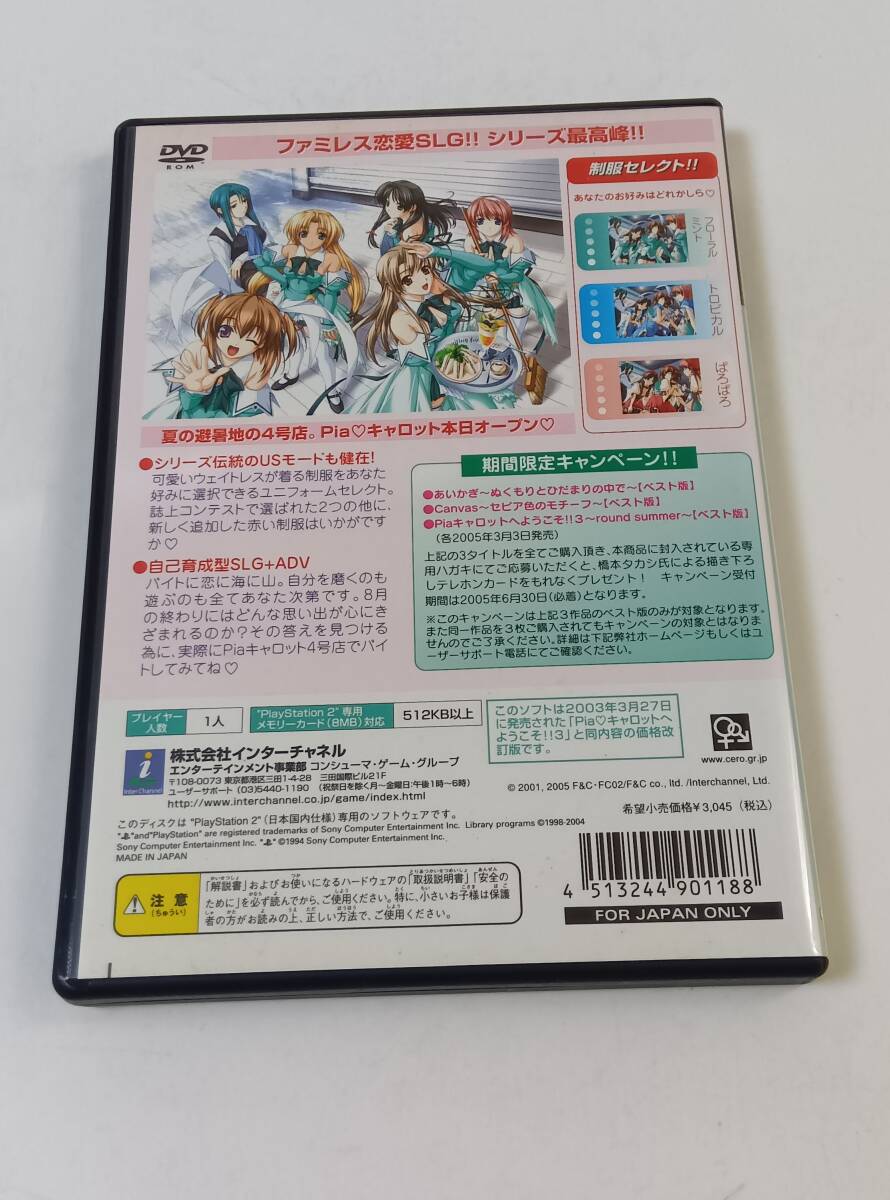 DVD
ROM
ファミレス恋愛SLG!! シリーズ最高峰!!
制服セレクト!!
あなたのお好みはどれかしら♡
フローラル
ミント
トロピカル
ぱろぱろ
夏の避暑地の4号店。Pia♡キャロット本日オープン♡
●シリーズ伝統のUSモードも健在!
可愛いウェイトレスが着る制服をあなた
好みに選択できるユニフォームセレクト。
誌上コンテストで選ばれた2つの他に、
新しく追加した赤い制服はいかがです
か♡
●自己育成型SLG+ADV
バイトに恋に海に山。自分を磨くのも
遊ぶのも全てあなた次第です。8月
の終わりにはどんな思い出が心にき
ざまれるのか?その答えを見つける
為に、実際にPiaキャロット4号店でバイ
トしてみてね♡
期間限定キャンペーン!!
●あいかぎ～ぬくもりとひだまりの中で～【ベスト版】
●Canvas～セピア色のモチーフ～【ベスト版】
●Piaキャロットへようこそ!!3～round summer～【ベスト版】
(各2005年3月3日発売)
上記の3タイトルを全てご購入頂き、本商品に封入されている専
用ハガキにてご応募いただくと、橋本タカシ氏による描き下ろ
しテレホンカードをもれなくプレゼント! キャンペーン受付
期間は2005年6月30日(必着)となります。
※このキャンペーンは上記3作品のベスト版のみが対象となります。
また同一作品を3枚ご購入されてもキャンペーンの対象とはなりま
せんのでご了承ください。詳細は下記弊社ホームページもしくはユ
ーザーサポート電話にてご確認ください。
プレイヤー
人数
1人
"PlayStation 2"専用
メモリーカード(8MB)対応
512KB以上
このソフトは2003年3月27日
に発売された「Pia♡キャロットへ
ようこそ!!3」と同内容の価格改
訂版です。
www.cero.gr.jp
InterChannel
株式会社インターチャネル
エンターテインメント事業部 コンシューマ・ゲーム・グループ
〒108-0073 東京都港区三田1-4-28 三田国際ビル21F
ユーザーサポート (03)5440-1190 (祝祭日を除く月～金曜日:午後1時～6時)
http://www.interchannel.co.jp/game/index.html
© 2001, 2005 F&C・FC02/F&C co., ltd. /Interchannel, Ltd.
希望小売価格¥3,045(税込)
このディスクは "PlayStation 2"(日本国内仕様)専用のソフトウェアです。
"and"PlayStation" are registered trademarks of Sony Computer Entertainment Inc. Library programs ©1998-2004
Sony Computer Entertainment Inc. ©1994 Sony Computer Entertainment Inc.
MADE IN JAPAN
注意
(ちゅうい)
「解説書」およびお使いになるハードウェアの「取扱説明書」「安全の
ために」を必ず読んでから、ご使用ください。特に、小さいお子様は保護
者の方がお読みの上、正しい方法で、ご使用ください。
4 513244 901188
FOR JAPAN ONLY